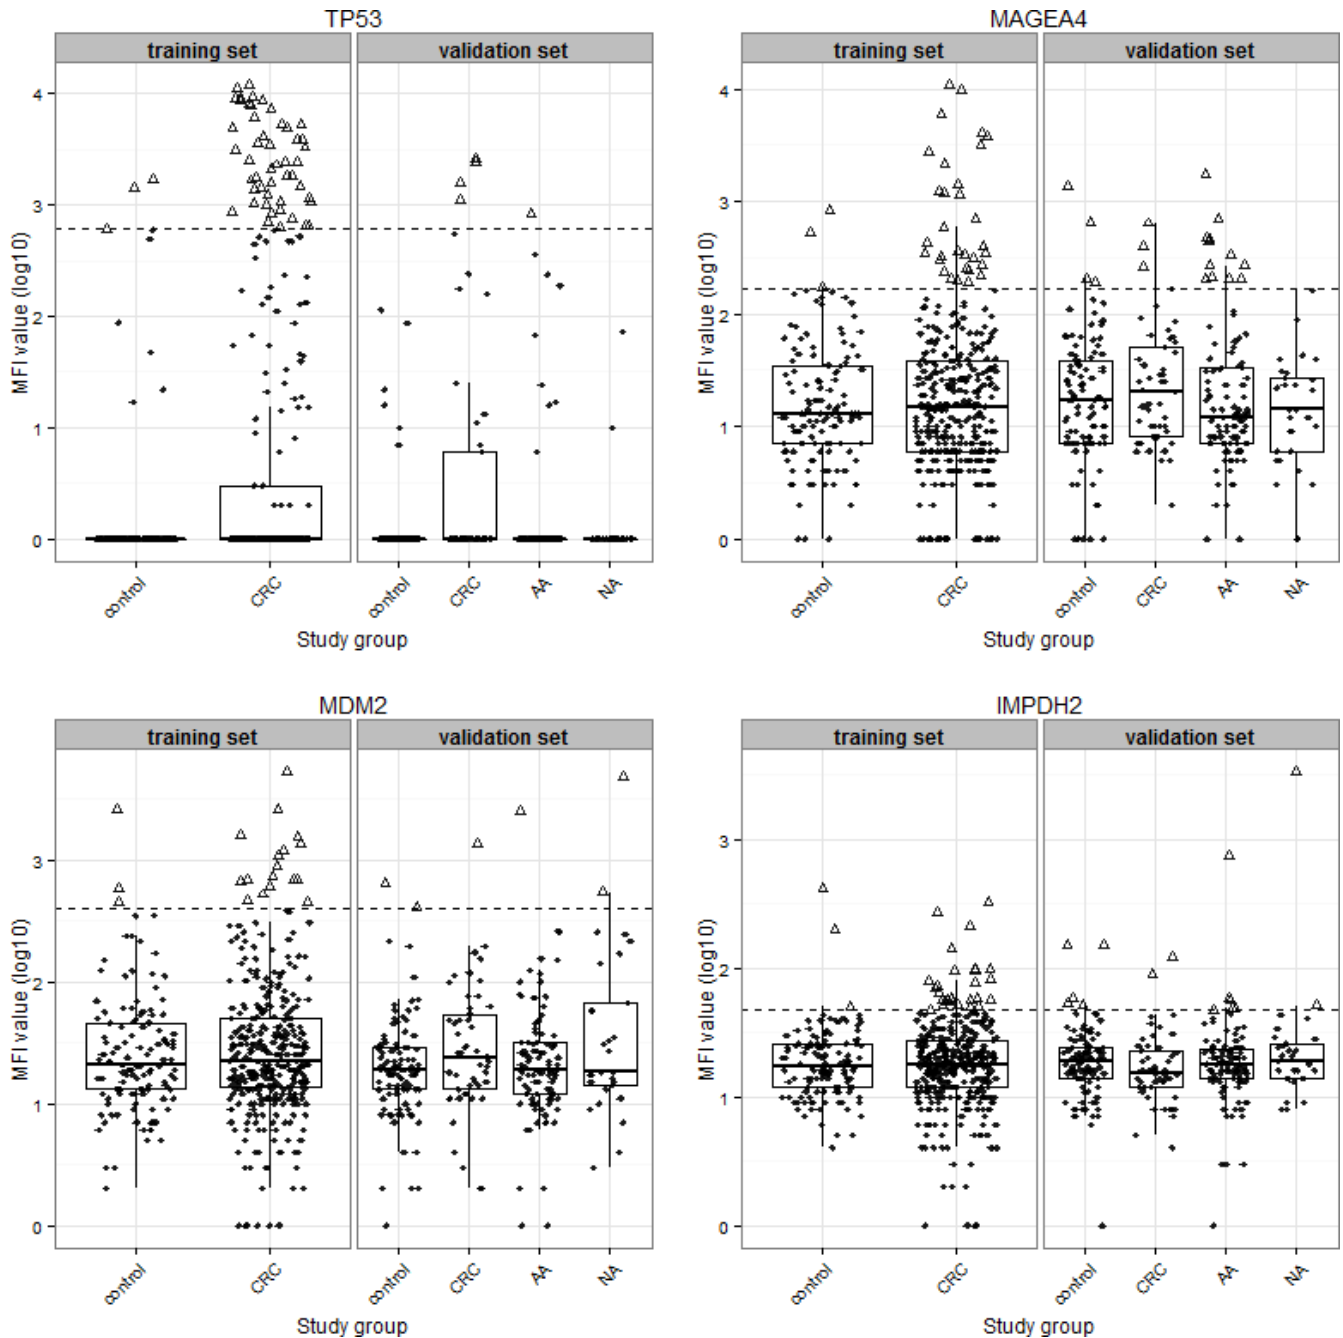 TP53
training set
validation set
MFI value (log10)
4
3
2
1
0
control
CRC
control
CRC
AA
NA
Study group
MAGEA4
training set
validation set
MFI value (log10)
4
3
2
1
0
control
CRC
control
CRC
AA
NA
Study group
MDM2
training set
validation set
MFI value (log10)
3
2
1
0
control
CRC
control
CRC
AA
NA
Study group
IMPDH2
training set
validation set
MFI value (log10)
3
2
1
0
control
CRC
control
CRC
AA
NA
Study group